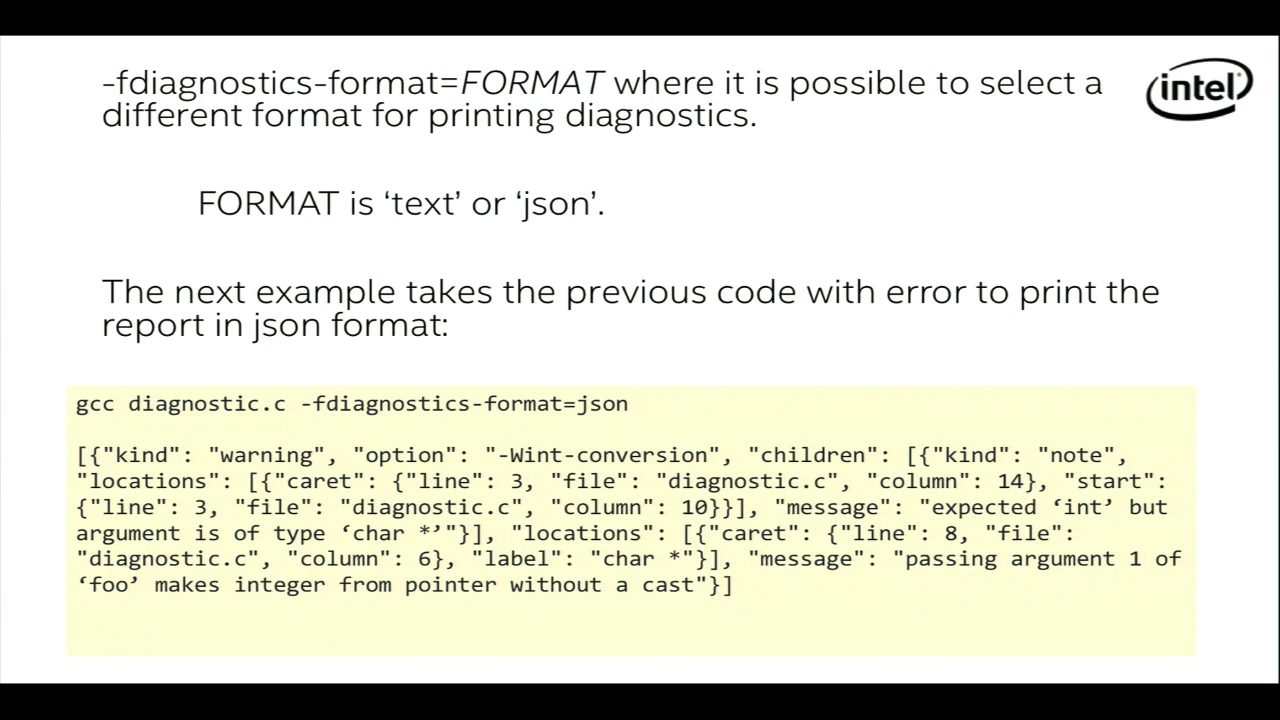 -fdiagnostics-format=FORMAT where it is possible to select a
different format for printing diagnostics.
intel®
FORMAT is ‘text’ or ‘json’.
The next example takes the previous code with error to print the
report in json format:
gcc diagnostic.c -fdiagnostics-format=json
[{"kind": "warning", "option": "-Wint-conversion", "children": [{"kind": "note",
"locations": [{"caret": {"line": 3, "file": "diagnostic.c", "column": 14}, "start":
{"line": 3, "file": "diagnostic.c", "column": 10}}], "message": "expected ‘int’ but
argument is of type ‘char *’"}], "locations": [{"caret": {"line": 8, "file":
"diagnostic.c", "column": 6}, "label": "char *"}], "message": "passing argument 1 of
‘foo’ makes integer from pointer without a cast"}]